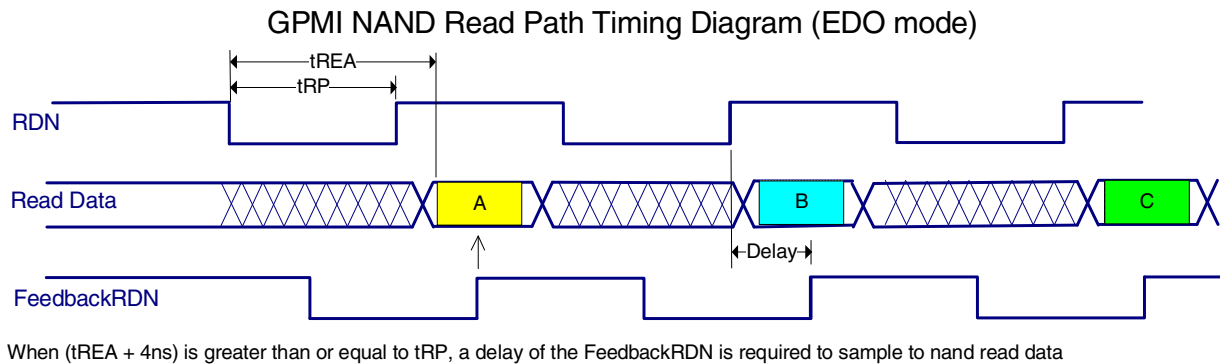 GPMI NAND Read Path Timing Diagram (EDO mode)
tREA
tRP
RDN
Read Data
A
B
C
Delay
FeedbackRDN
When (tREA + 4ns) is greater than or equal to tRP, a delay of the FeedbackRDN is required to sample to nand read data